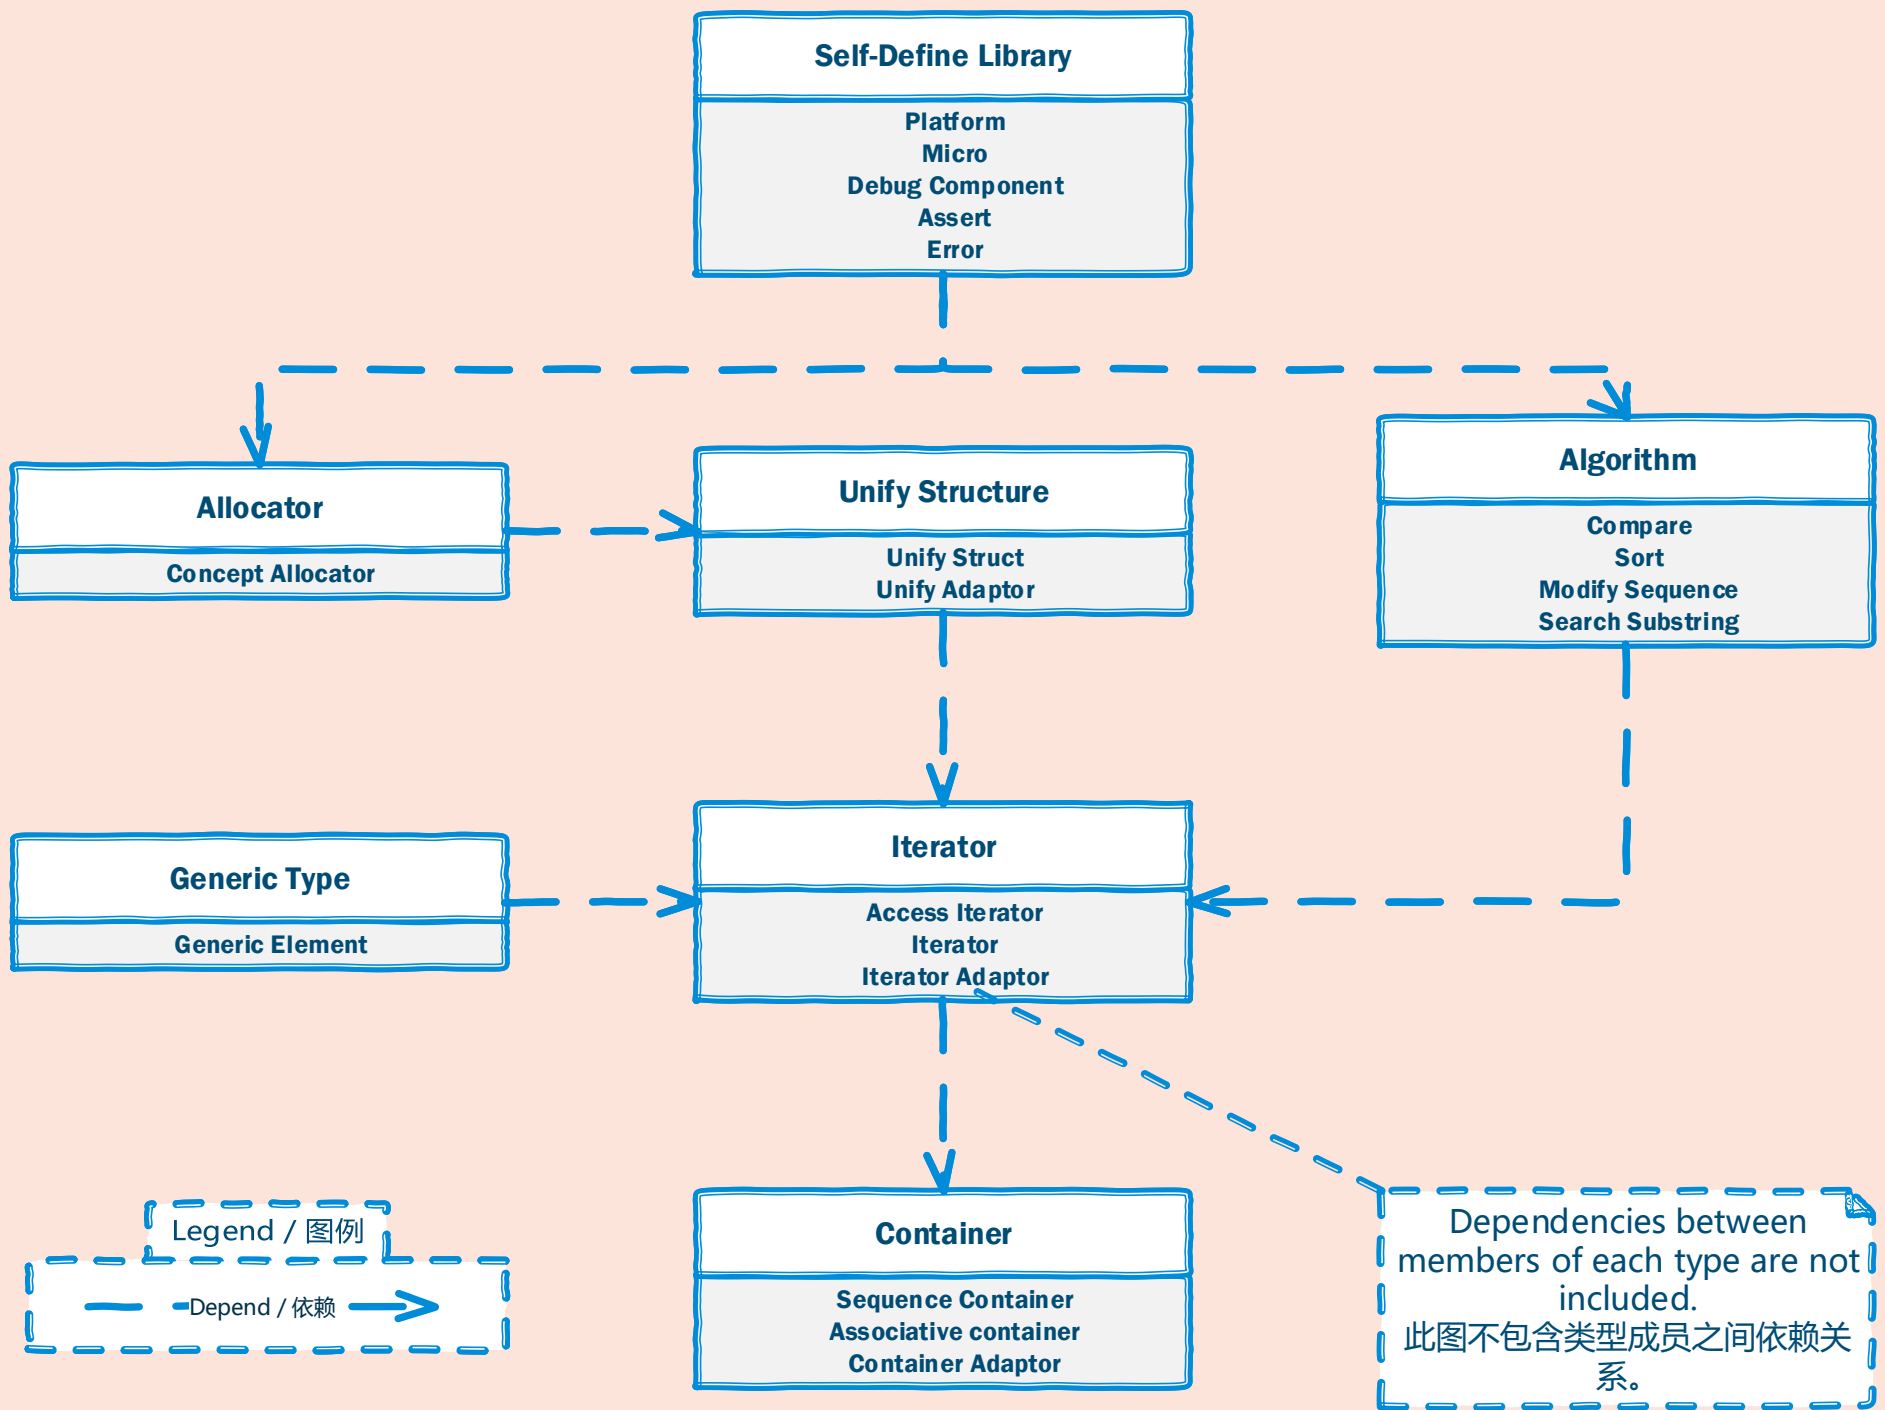 Self-Define Library
Platform
Micro
Debug Component
Assert
Error
Allocator
Concept Allocator
Unify Structure
Unify Struct
Unify Adaptor
Algorithm
Compare
Sort
Modify Sequence
Search Substring
Generic Type
Generic Element
Iterator
Access Iterator
Iterator
Iterator Adaptor
Container
Sequence Container
Associative container
Container Adaptor
Legend / 图例
Depend / 依赖
Dependencies between
members of each type are not
included.
此图不包含类型成员之间依赖关
系。